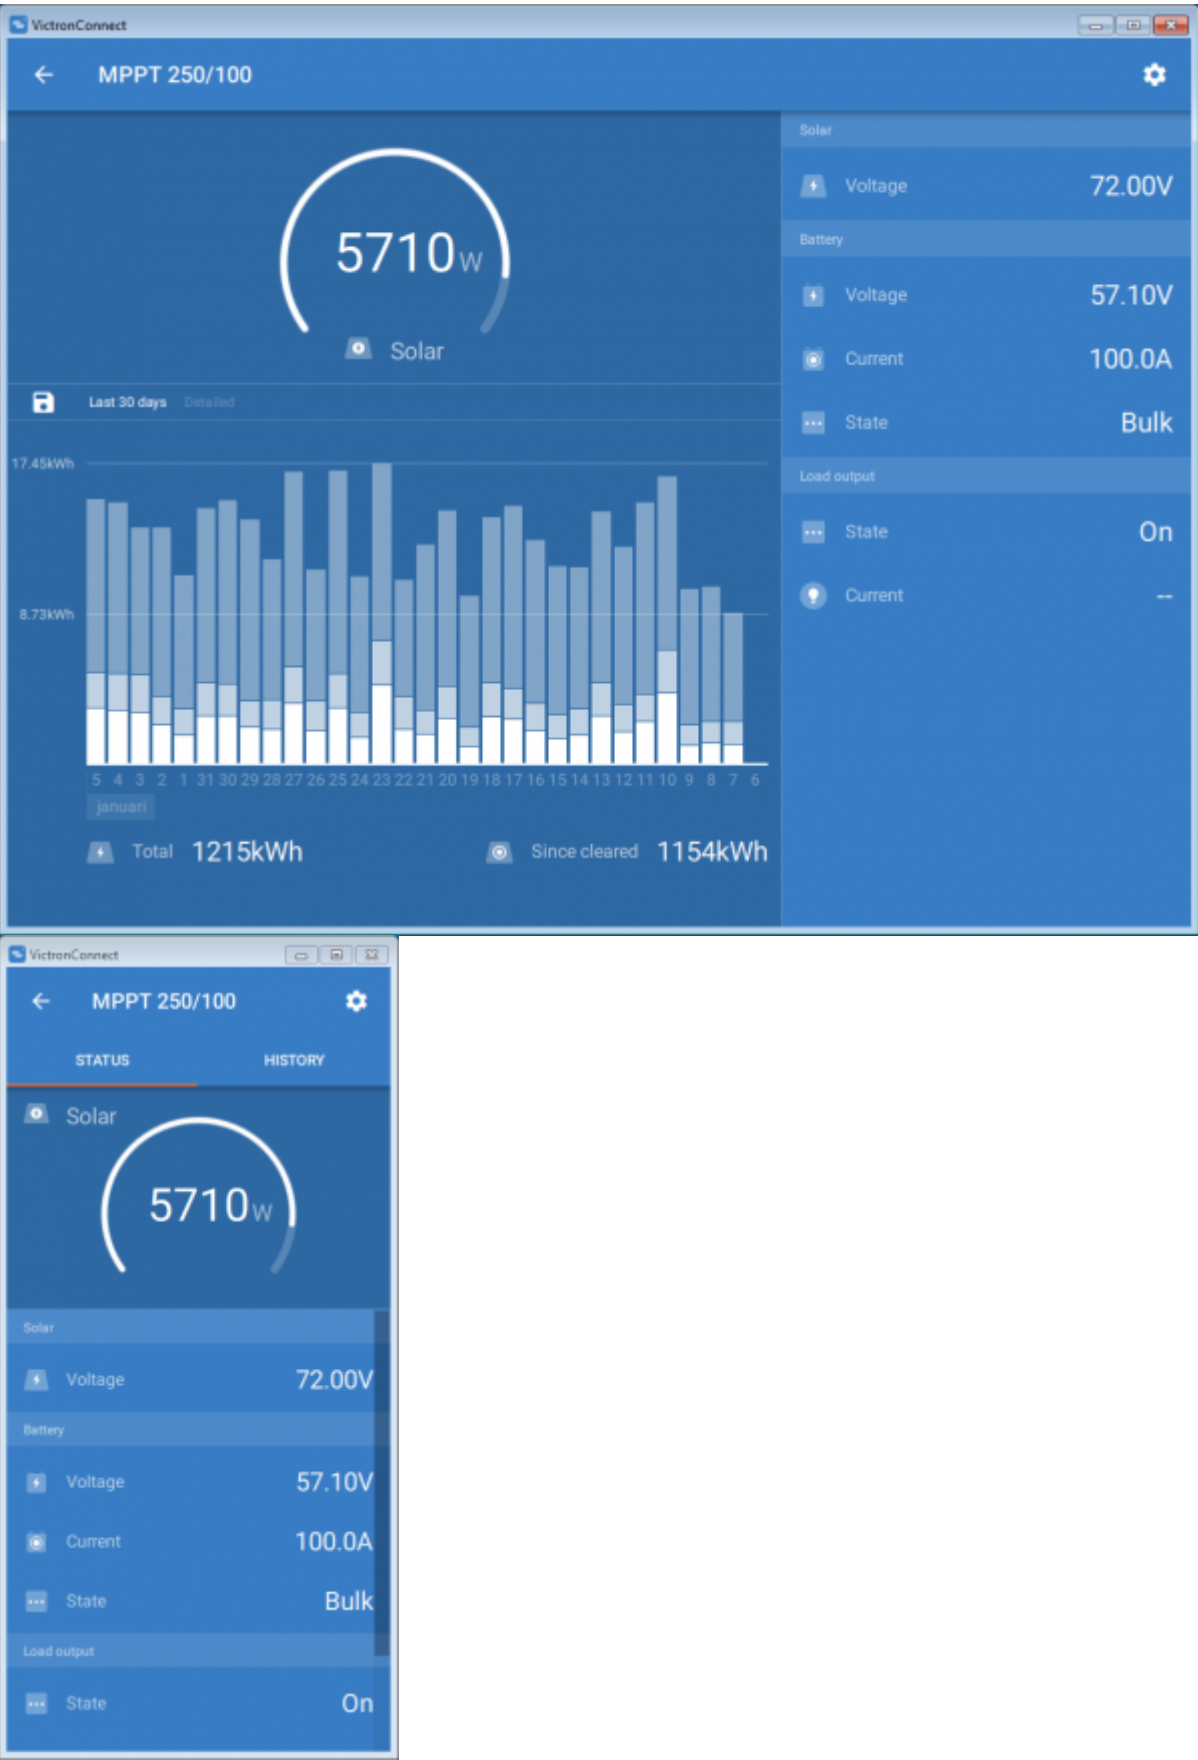 VictronConnect
MPPT 250/100
5710W
Solar
Last 30 days Detailed
17.45kWh
8.73kWh
5 4 3 2 1 31 30 29 28 27 26 25 24 23 22 21 20 19 18 17 16 15 14 13 12 11 10 9 8 7 6
januari
Total 1215kWh Since cleared 1154kWh
Solar
Voltage 72.00V
Battery
Voltage 57.10V
Current 100.0A
State Bulk
Load output
State On
Current --
VictronConnect
MPPT 250/100
STATUS HISTORY
Solar
5710W
Solar
Voltage 72.00V
Battery
Voltage 57.10V
Current 100.0A
State Bulk
Load output
State On